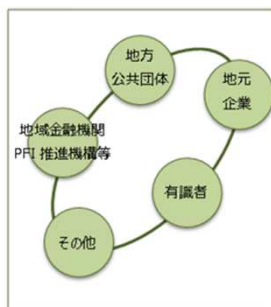 地方
公共団体
地元
企業
地域金融機関
PFI 推進機構等
有識者
その他